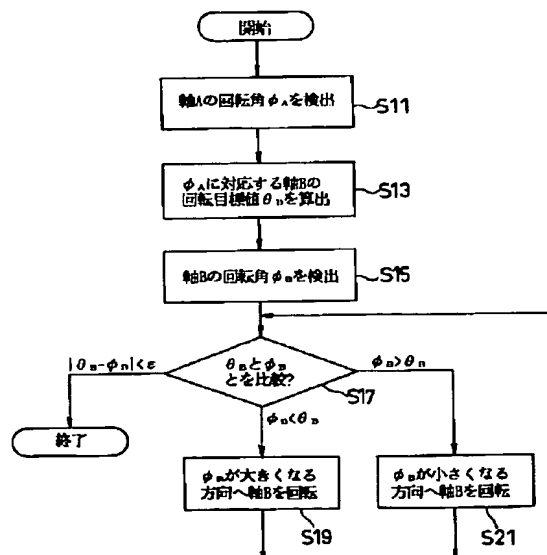 開始
軸Aの回転角φAを検出
S11
φAに対応する軸Bの
回転目標値θBを算出
S13
軸Bの回転角φBを検出
S15
|θB-φB|<ε
θBとφB
とを比較?
φB>θB
S17
φB<θB
終了
φBが大きくなる
方向へ軸Bを回転
S19
φBが小さくなる
方向へ軸Bを回転
S21